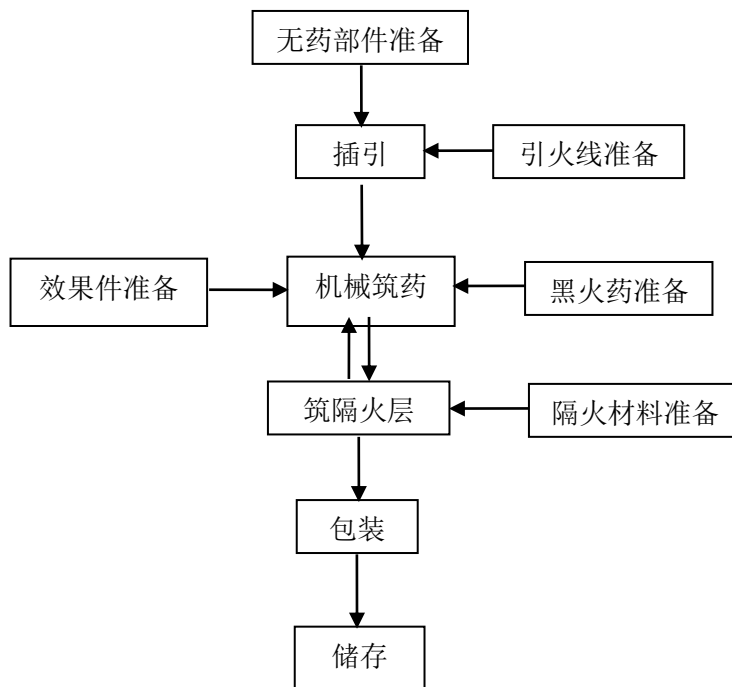 无药部件准备
插引
引火线准备
效果件准备
机械筑药
黑火药准备
筑隔火层
隔火材料准备
包装
储存